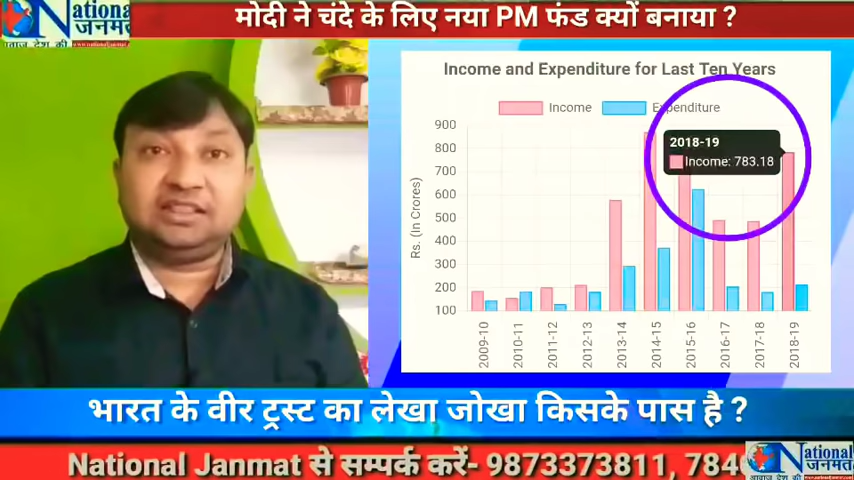 National
जनमत
आवाज देश की www.nationaljanmat
मोदी ने चंदे के लिए नया PM फंड क्यों बनाया ?
Income and Expenditure for Last Ten Years
Income
Expenditure
Rs. (In Crores)
900
800
700
600
500
400
300
200
100
2018-19
Income: 783.18
2009-10
2010-11
2011-12
2012-13
2013-14
2014-15
2015-16
2016-17
2017-18
2018-19
भारत के वीर ट्रस्ट का लेखा जोखा किसके पास है ?
National Janmat से सम्पर्क करें- 9873373811, 784
National
जनमत